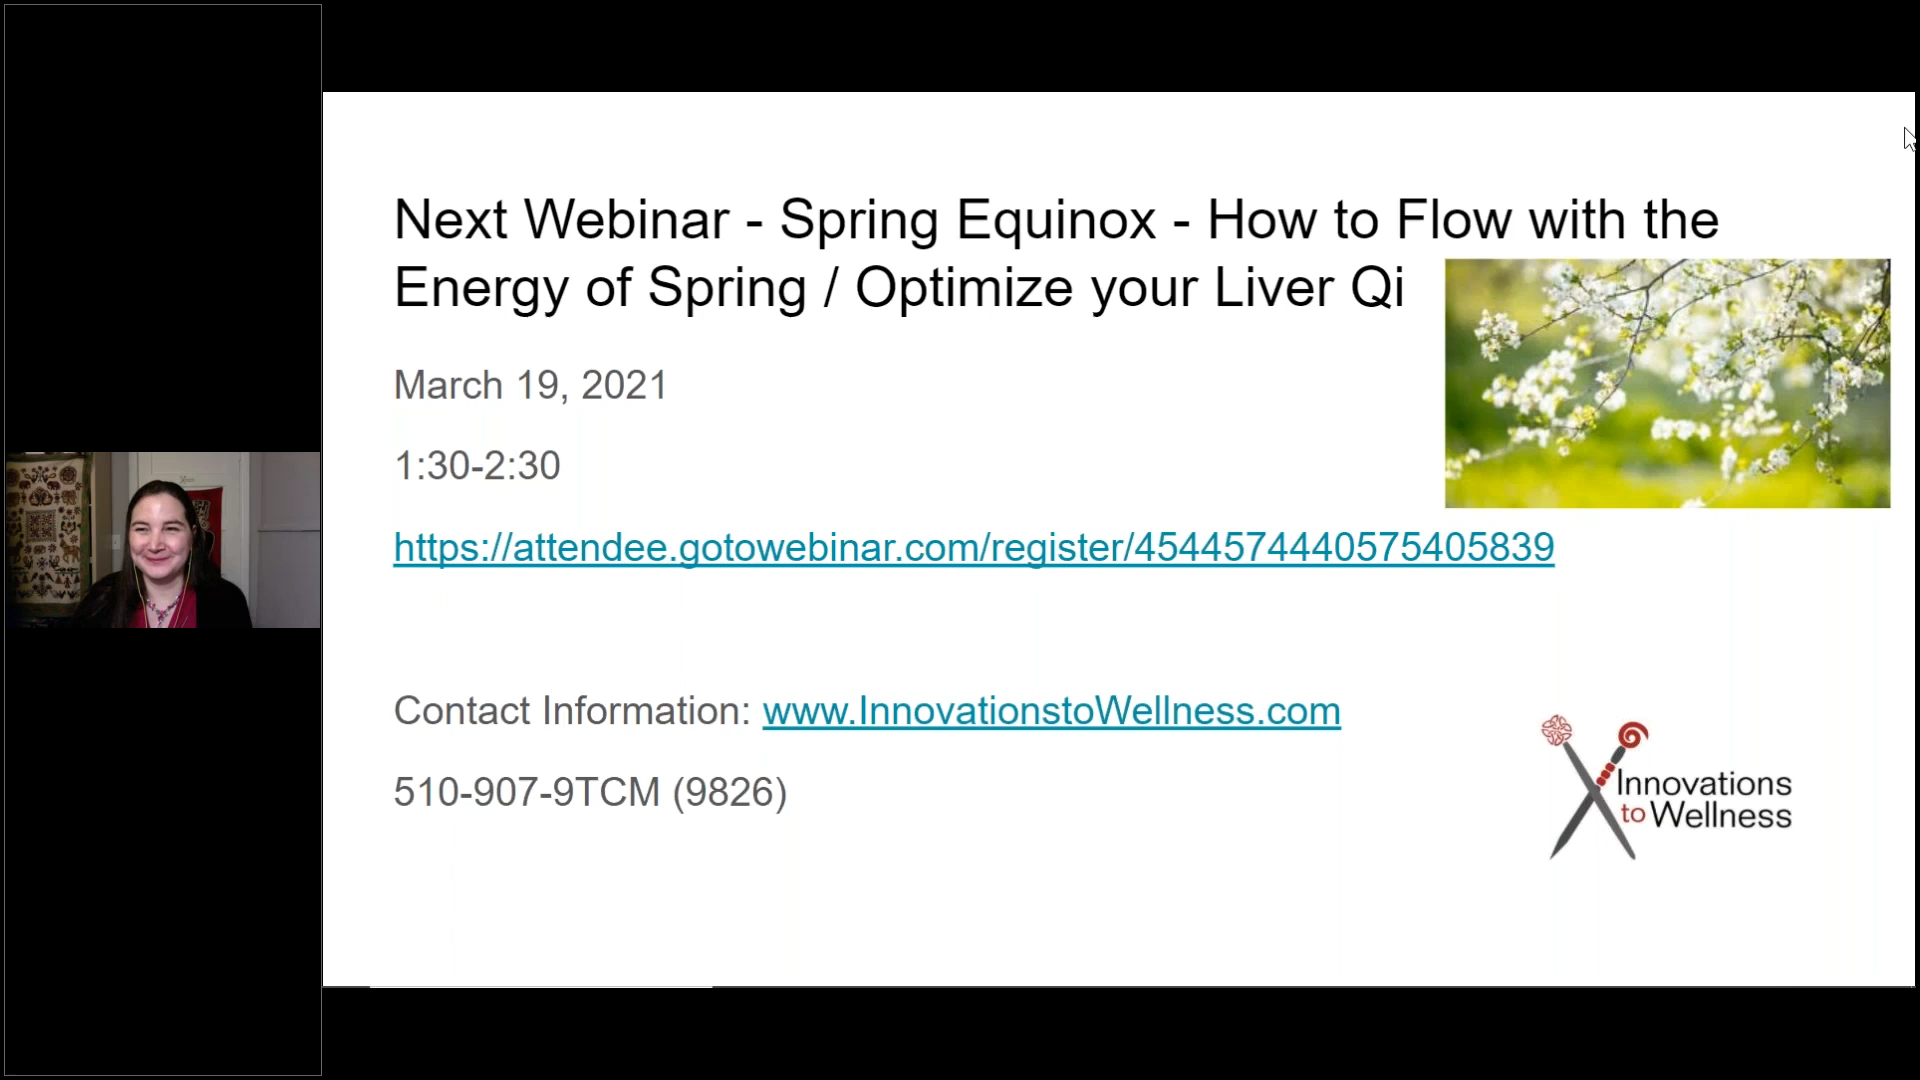 Next Webinar - Spring Equinox - How to Flow with the
Energy of Spring / Optimize your Liver Qi
March 19, 2021
1:30-2:30
https://attendee.gotowebinar.com/register/4544574440575405839
Contact Information: www.InnovationstoWellness.com
510-907-9TCM (9826)
Innovations
to Wellness